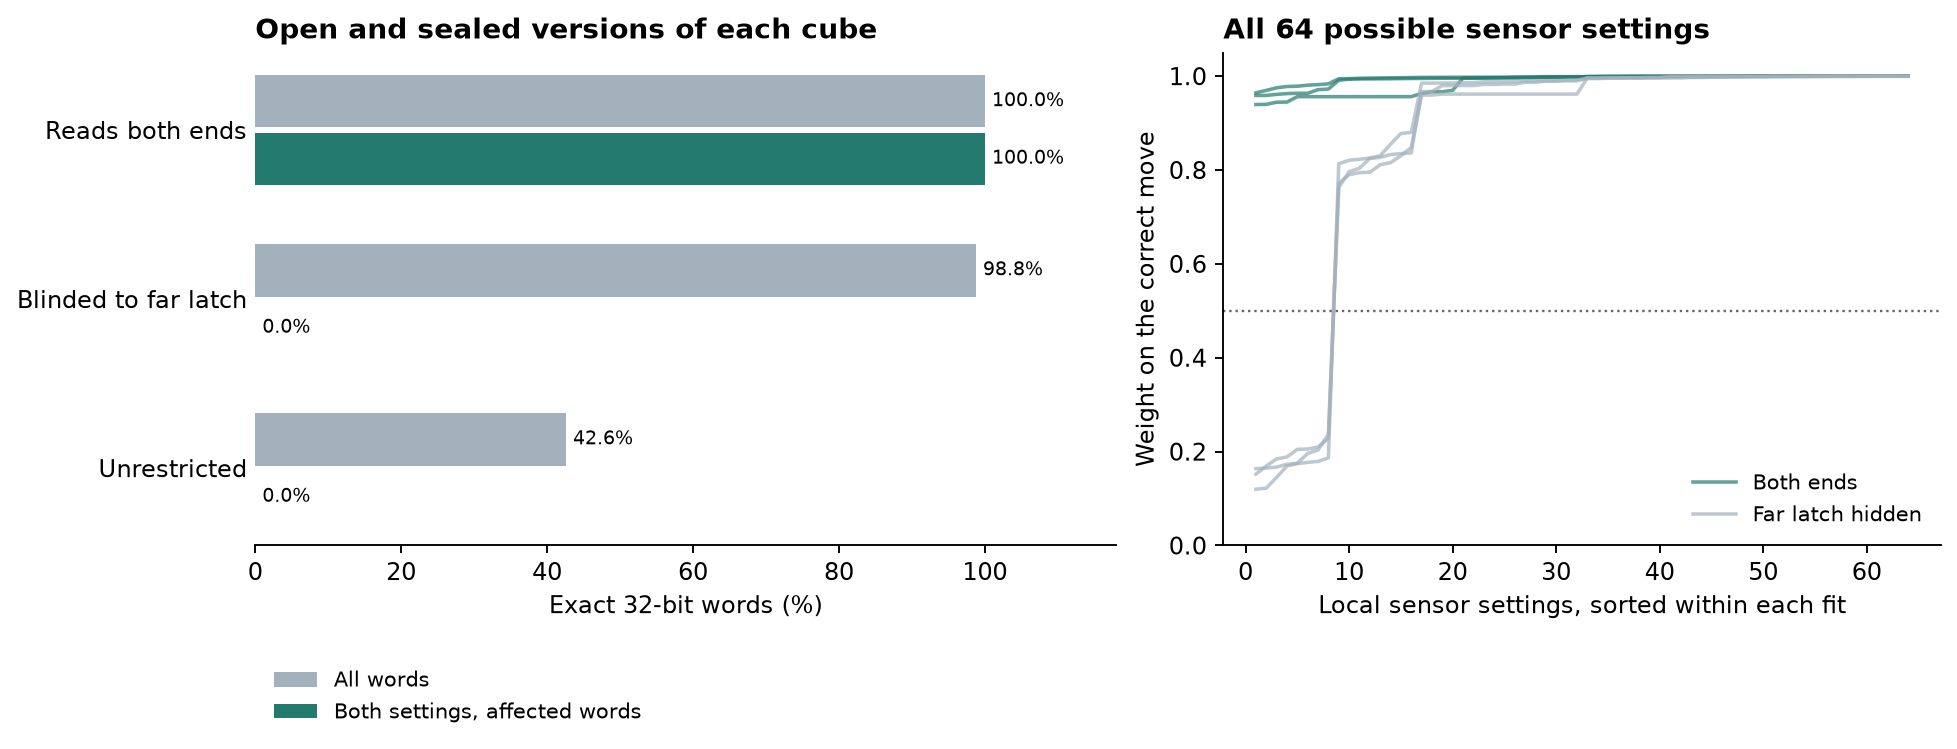 Open and sealed versions of each cube
Reads both ends
100.0%
100.0%
Blinded to far latch
98.8%
0.0%
Unrestricted
42.6%
0.0%
0 20 40 60 80 100
Exact 32-bit words (%)
All words
Both settings, affected words
All 64 possible sensor settings
Weight on the correct move
1.0
0.8
0.6
0.4
0.2
0.0
Both ends
Far latch hidden
0 10 20 30 40 50 60
Local sensor settings, sorted within each fit